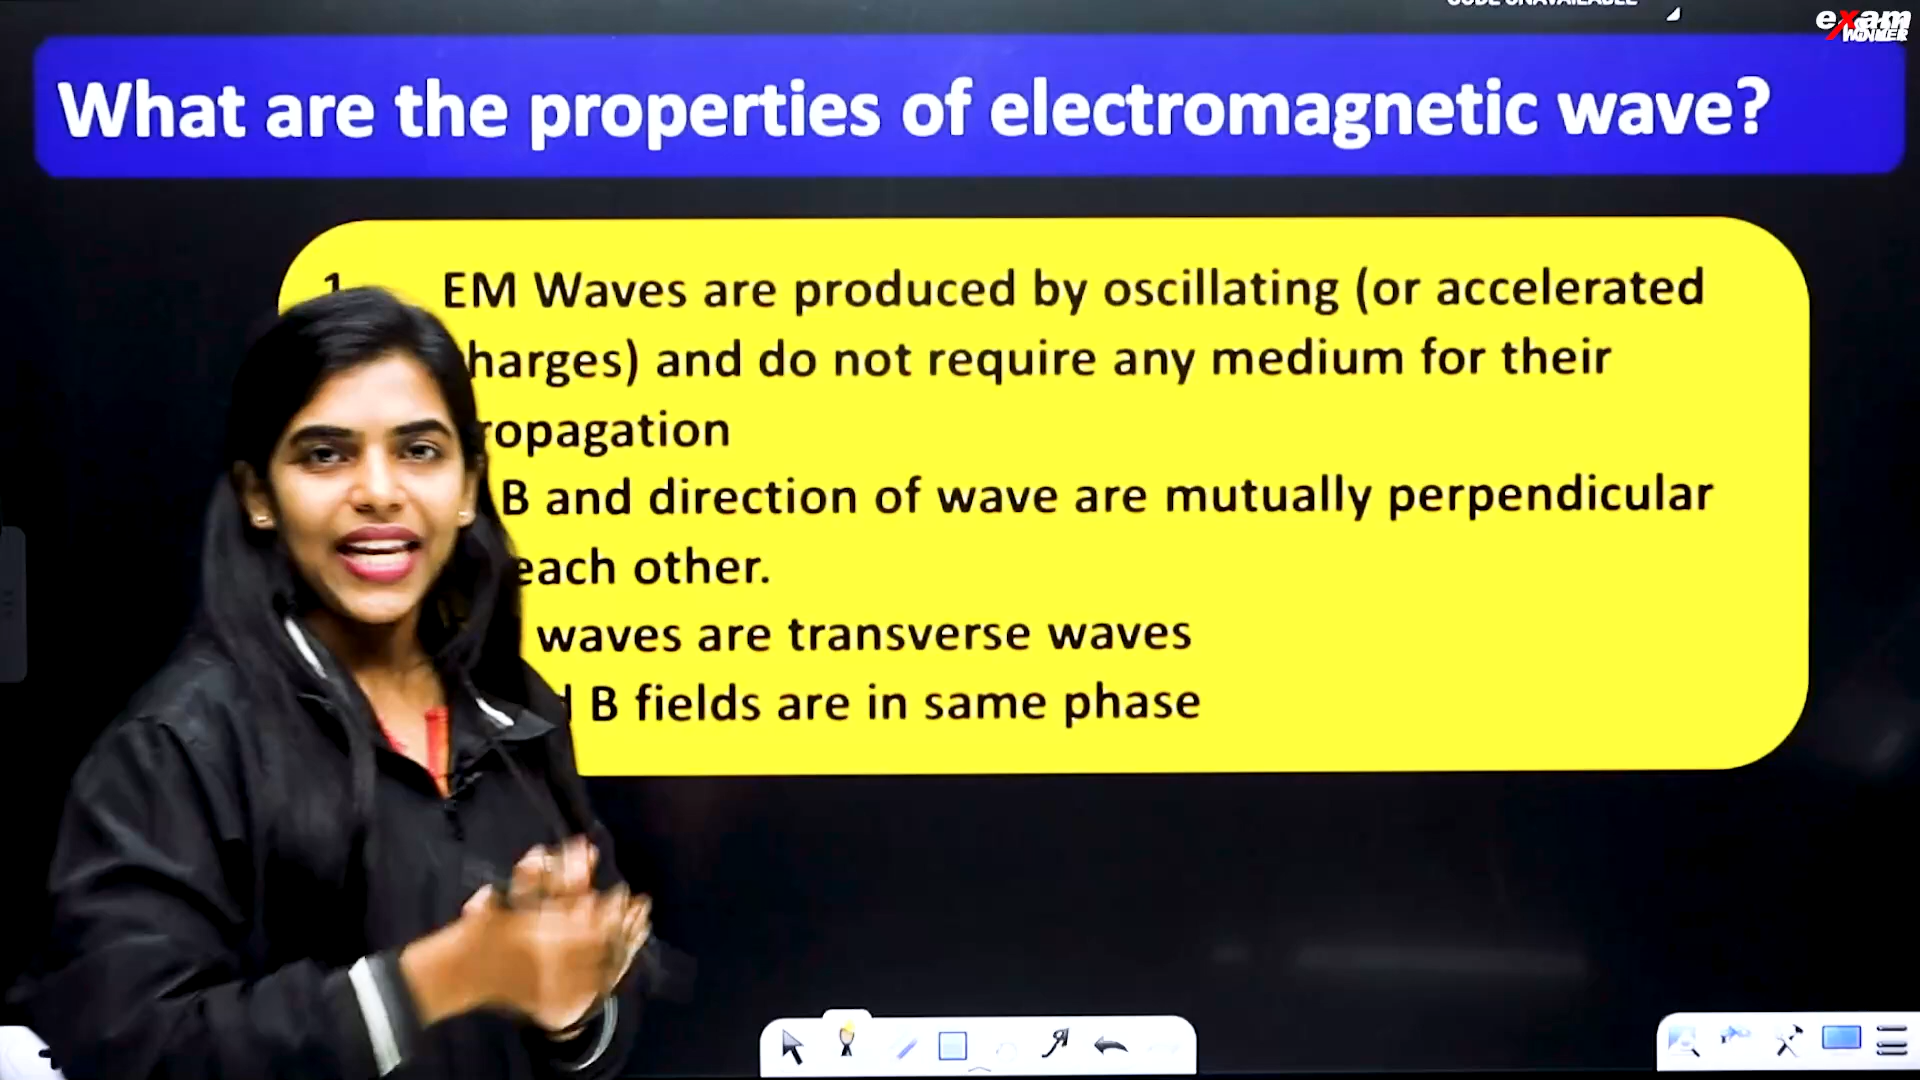 What are the properties of electromagnetic wave?
1. EM Waves are produced by oscillating (or accelerated
harges) and do not require any medium for their
ropagation
B and direction of wave are mutually perpendicular
each other.
waves are transverse waves
B fields are in same phase
exam
WINNER